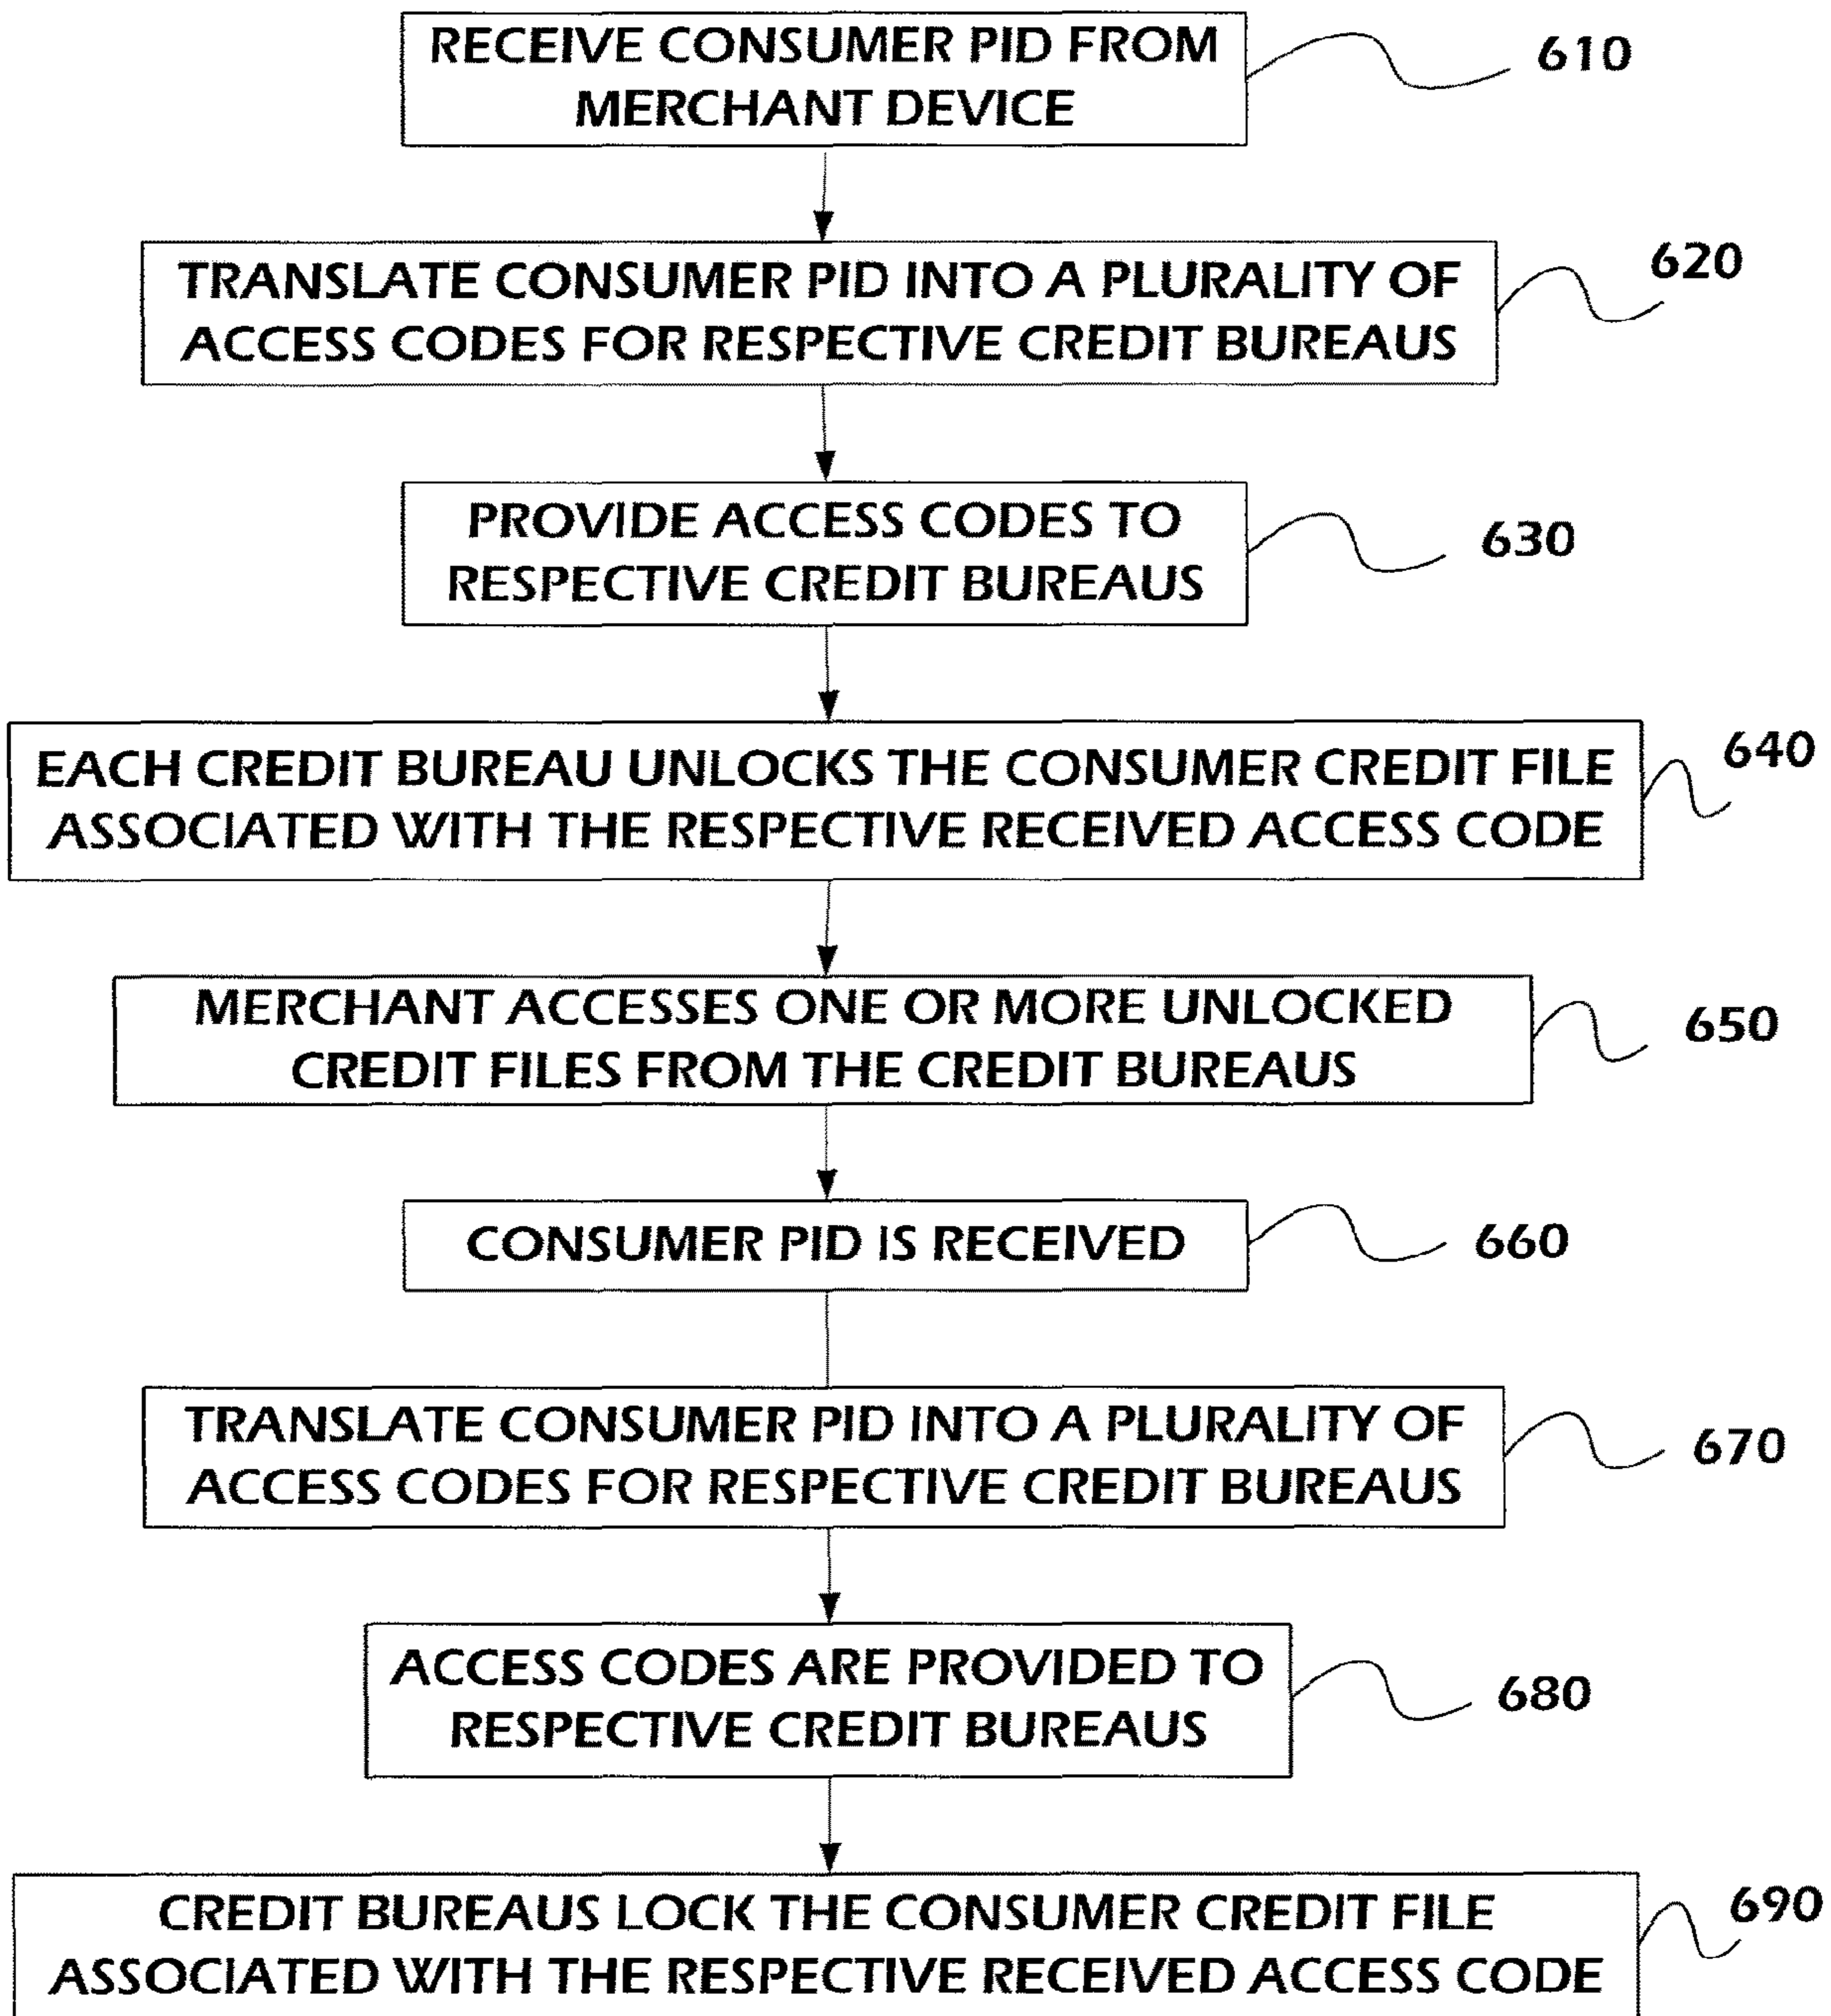 RECEIVE CONSUMER PID FROM
MERCHANT DEVICE
610
TRANSLATE CONSUMER PID INTO A PLURALITY OF
ACCESS CODES FOR RESPECTIVE CREDIT BUREAUS
620
PROVIDE ACCESS CODES TO
RESPECTIVE CREDIT BUREAUS
630
EACH CREDIT BUREAU UNLOCKS THE CONSUMER CREDIT FILE
ASSOCIATED WITH THE RESPECTIVE RECEIVED ACCESS CODE
640
MERCHANT ACCESSES ONE OR MORE UNLOCKED
CREDIT FILES FROM THE CREDIT BUREAUS
650
CONSUMER PID IS RECEIVED
660
TRANSLATE CONSUMER PID INTO A PLURALITY OF
ACCESS CODES FOR RESPECTIVE CREDIT BUREAUS
670
ACCESS CODES ARE PROVIDED TO
RESPECTIVE CREDIT BUREAUS
680
CREDIT BUREAUS LOCK THE CONSUMER CREDIT FILE
ASSOCIATED WITH THE RESPECTIVE RECEIVED ACCESS CODE
690